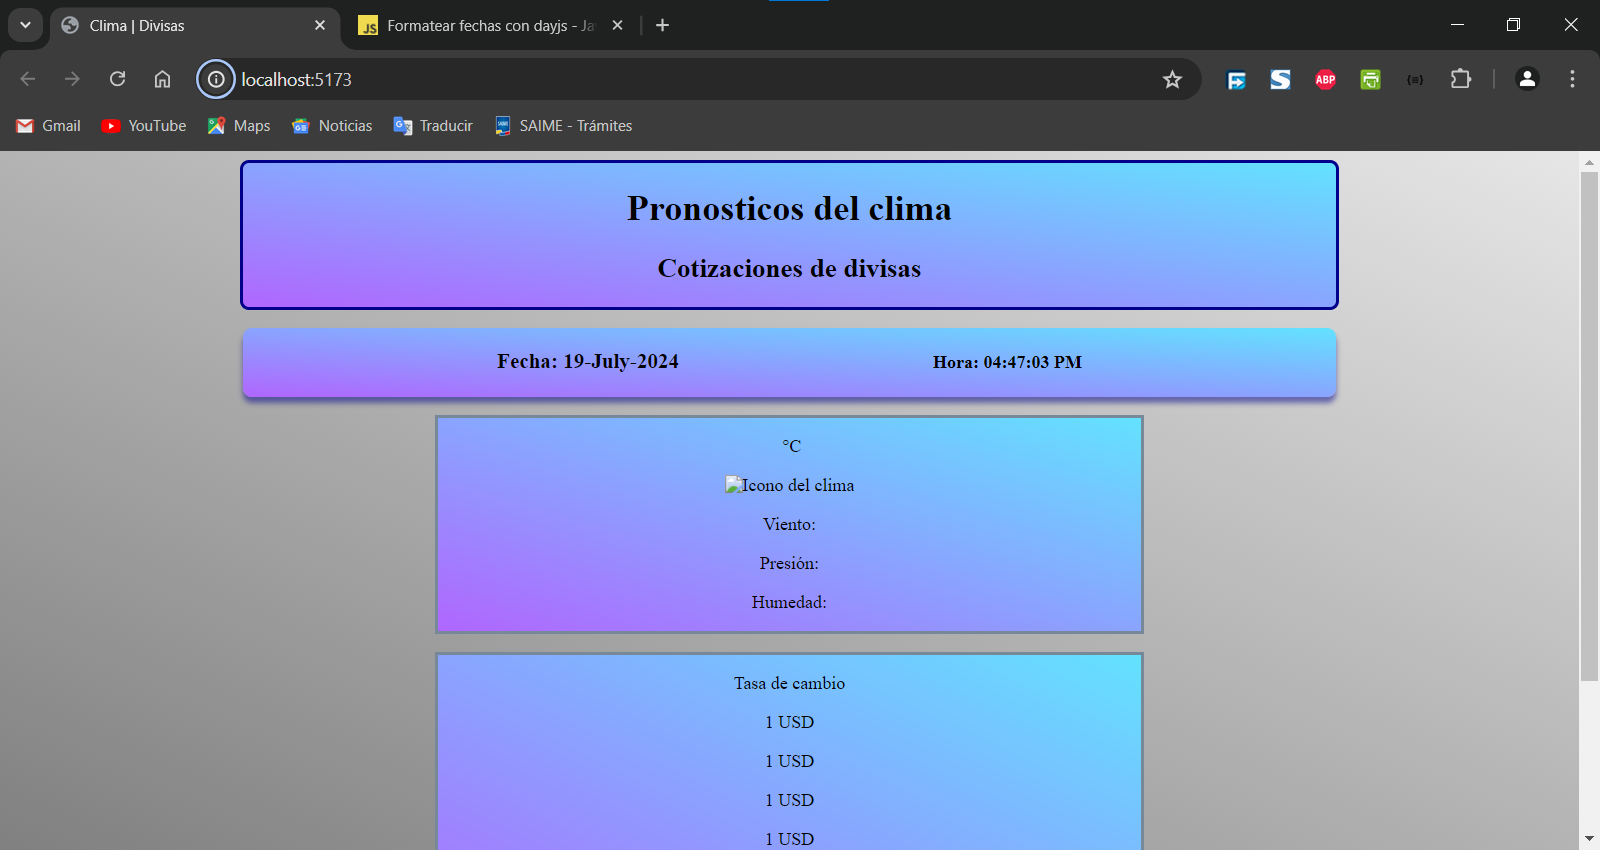 Clima | Divisas
Formatear fechas con dayjs - Ja
localhost:5173
ABP
Gmail
YouTube
Maps
Noticias
Traducir
SAIME - Trámites
Pronosticos del clima
Cotizaciones de divisas
Fecha: 19-July-2024
Hora: 04:47:03 PM
°C
Icono del clima
Viento:
Presión:
Humedad:
Tasa de cambio
1 USD
1 USD
1 USD
1 USD